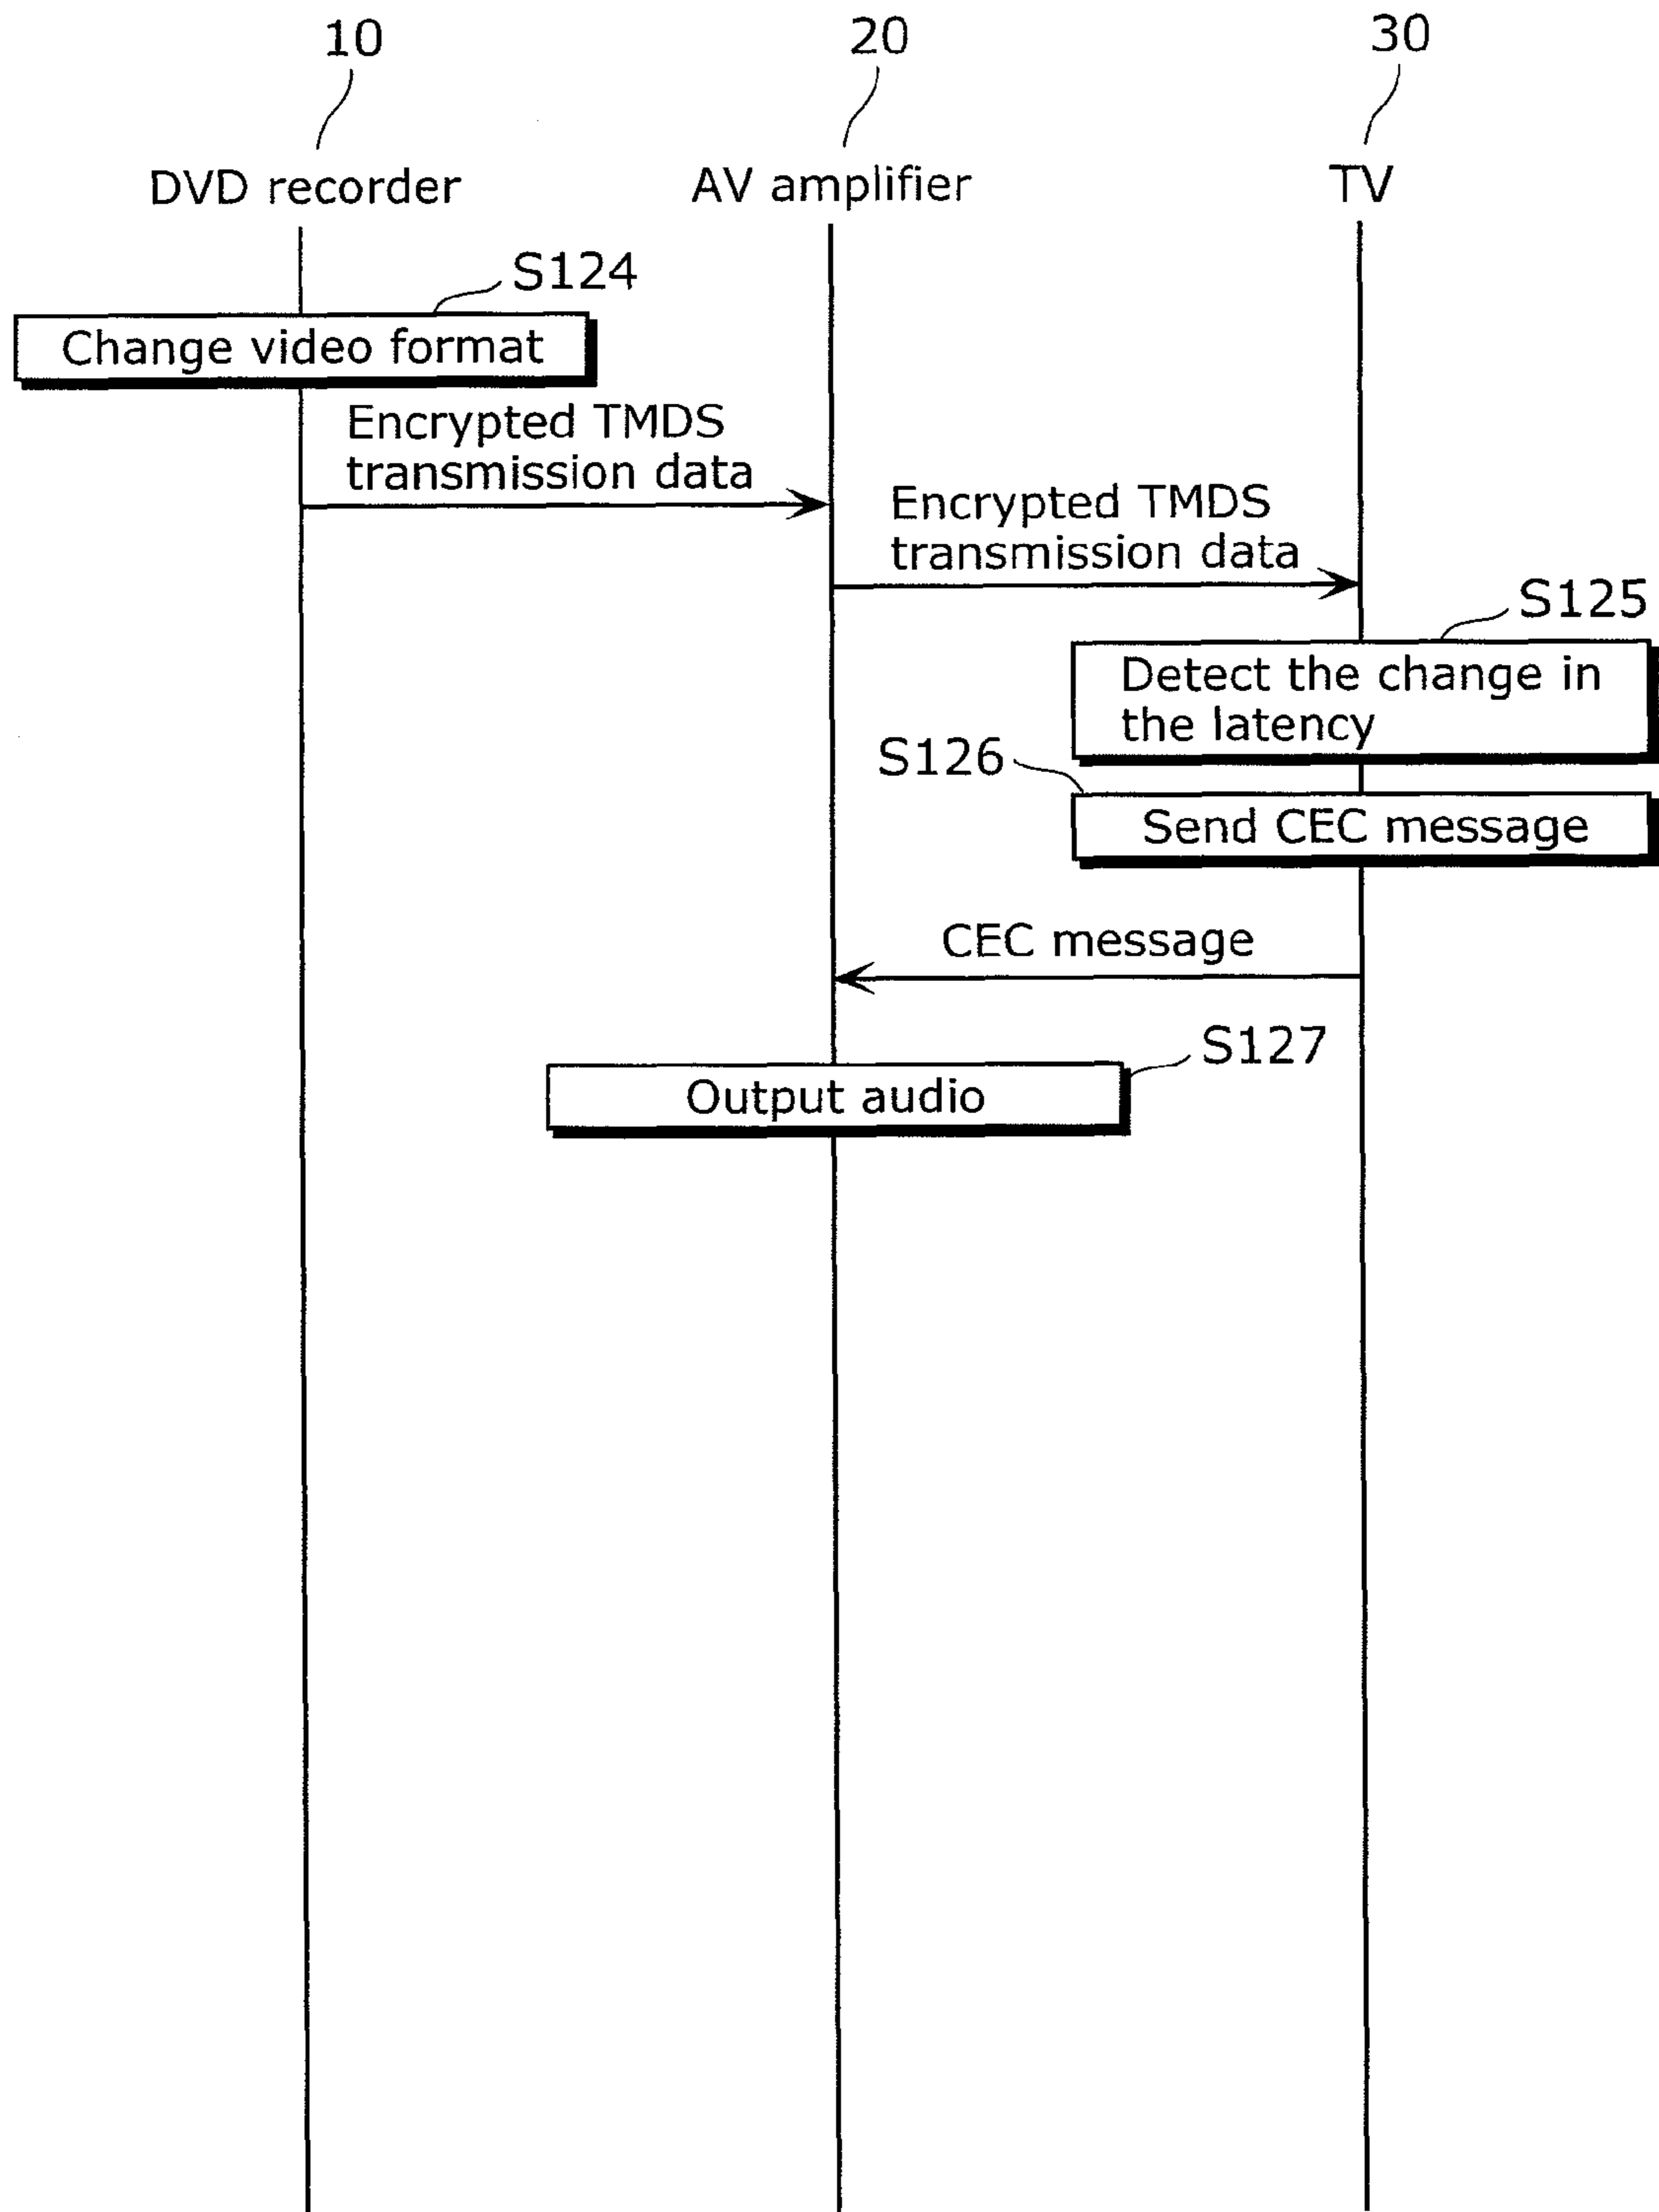 10
20
30
DVD recorder
AV amplifier
TV
S124
Change video format
Encrypted TMDS
transmission data
Encrypted TMDS
transmission data
S125
Detect the change in
the latency
S126
Send CEC message
CEC message
S127
Output audio